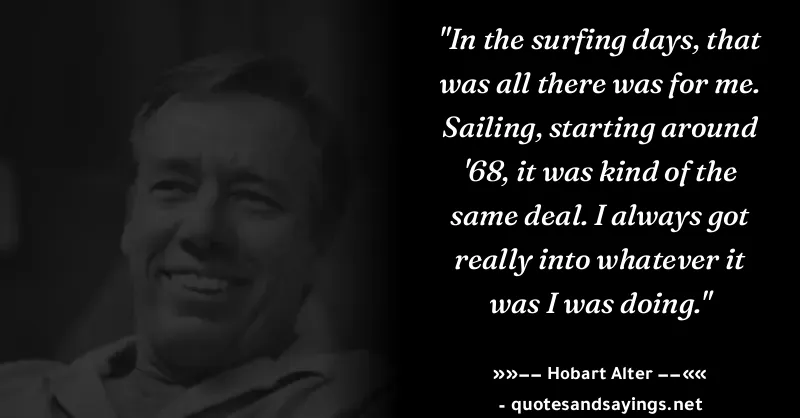 "In the surfing days, that
was all there was for me.
Sailing, starting around
'68, it was kind of the
same deal. I always got
really into whatever it
was I was doing."
»»−− Hobart Alter −−««
- quotesandsayings.net